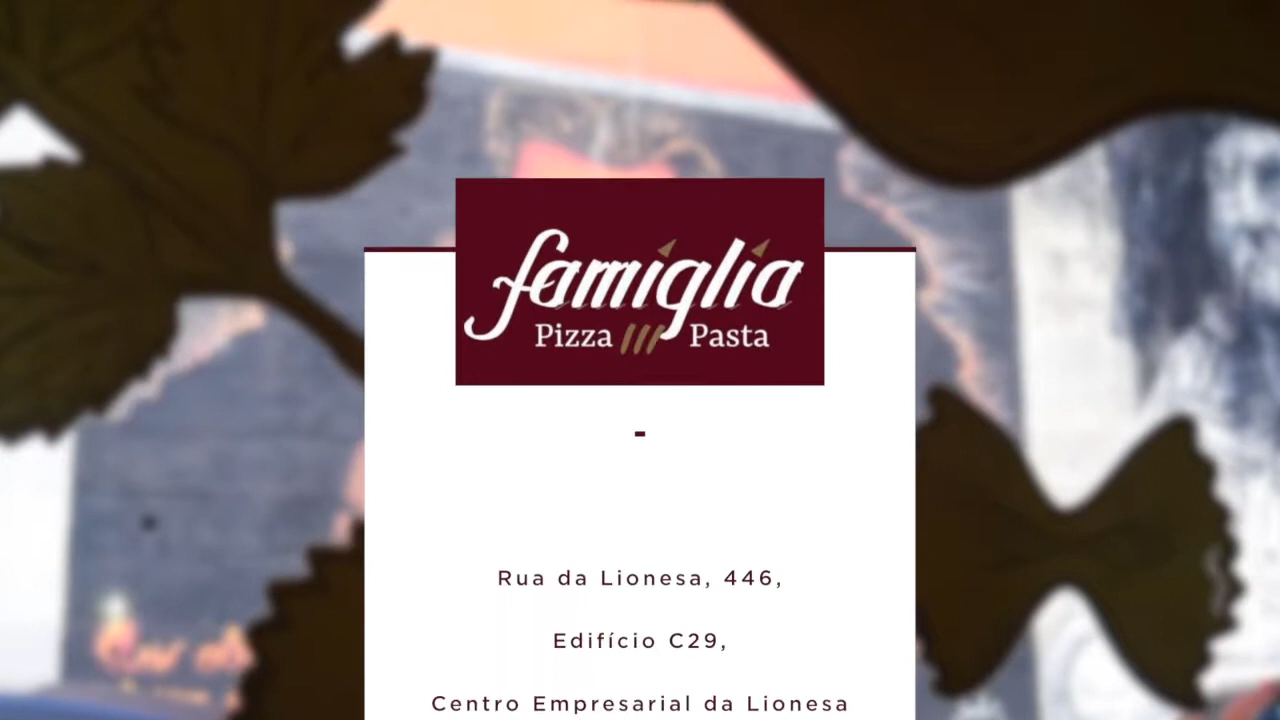 famiglia
Pizza Pasta
-
Rua da Lionesa, 446,
Edifício C29,
Centro Empresarial da Lionesa